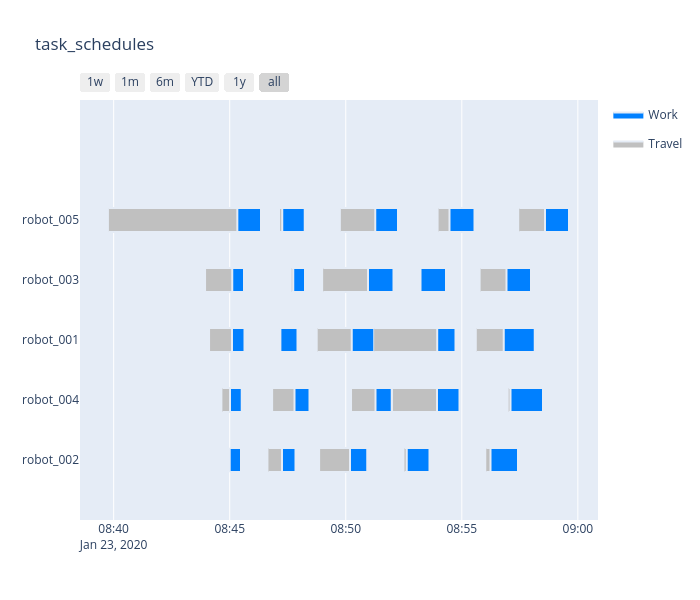 task_schedules
1w 1m 6m YTD 1y all
Work
Travel
robot_005
robot_003
robot_001
robot_004
robot_002
08:40 08:45 08:50 08:55 09:00
Jan 23, 2020